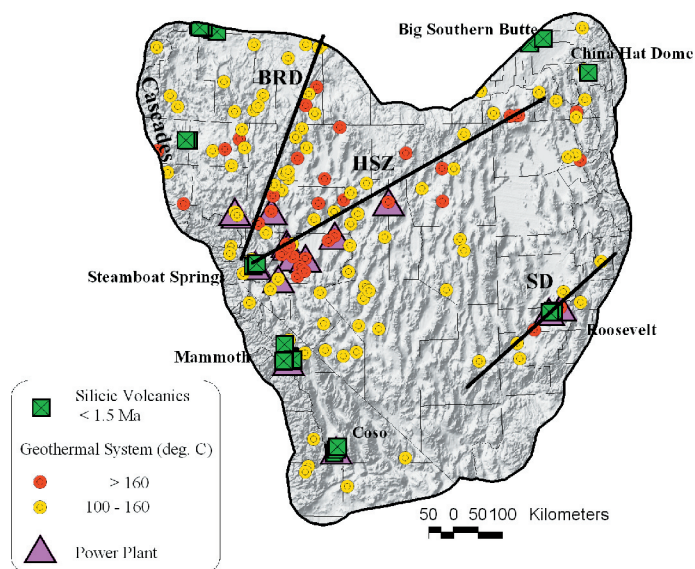 Big Southern Butte
China Hat Dome
BRD
Cascades
HSZ
Steamboat Springs
SD
Roosevelt
Mammoth
Coso
Silicic Volcanics
< 1.5 Ma
Geothermal System (deg. C)
> 160
100 - 160
Power Plant
50 0 50 100 Kilometers